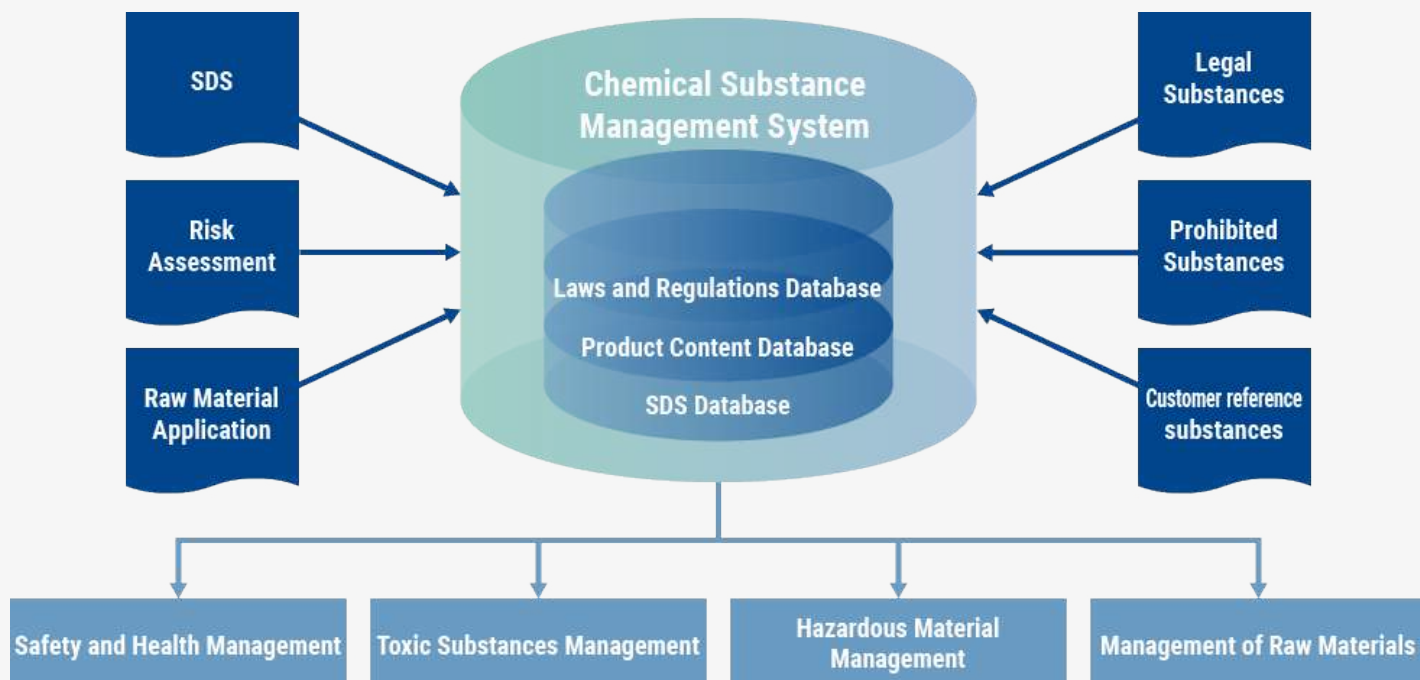 SDS
Risk
Assessment
Raw Material
Application
Chemical Substance
Management System
Laws and Regulations Database
Product Content Database
SDS Database
Legal
Substances
Prohibited
Substances
Customer reference
substances
Safety and Health Management
Toxic Substances Management
Hazardous Material
Management
Management of Raw Materials